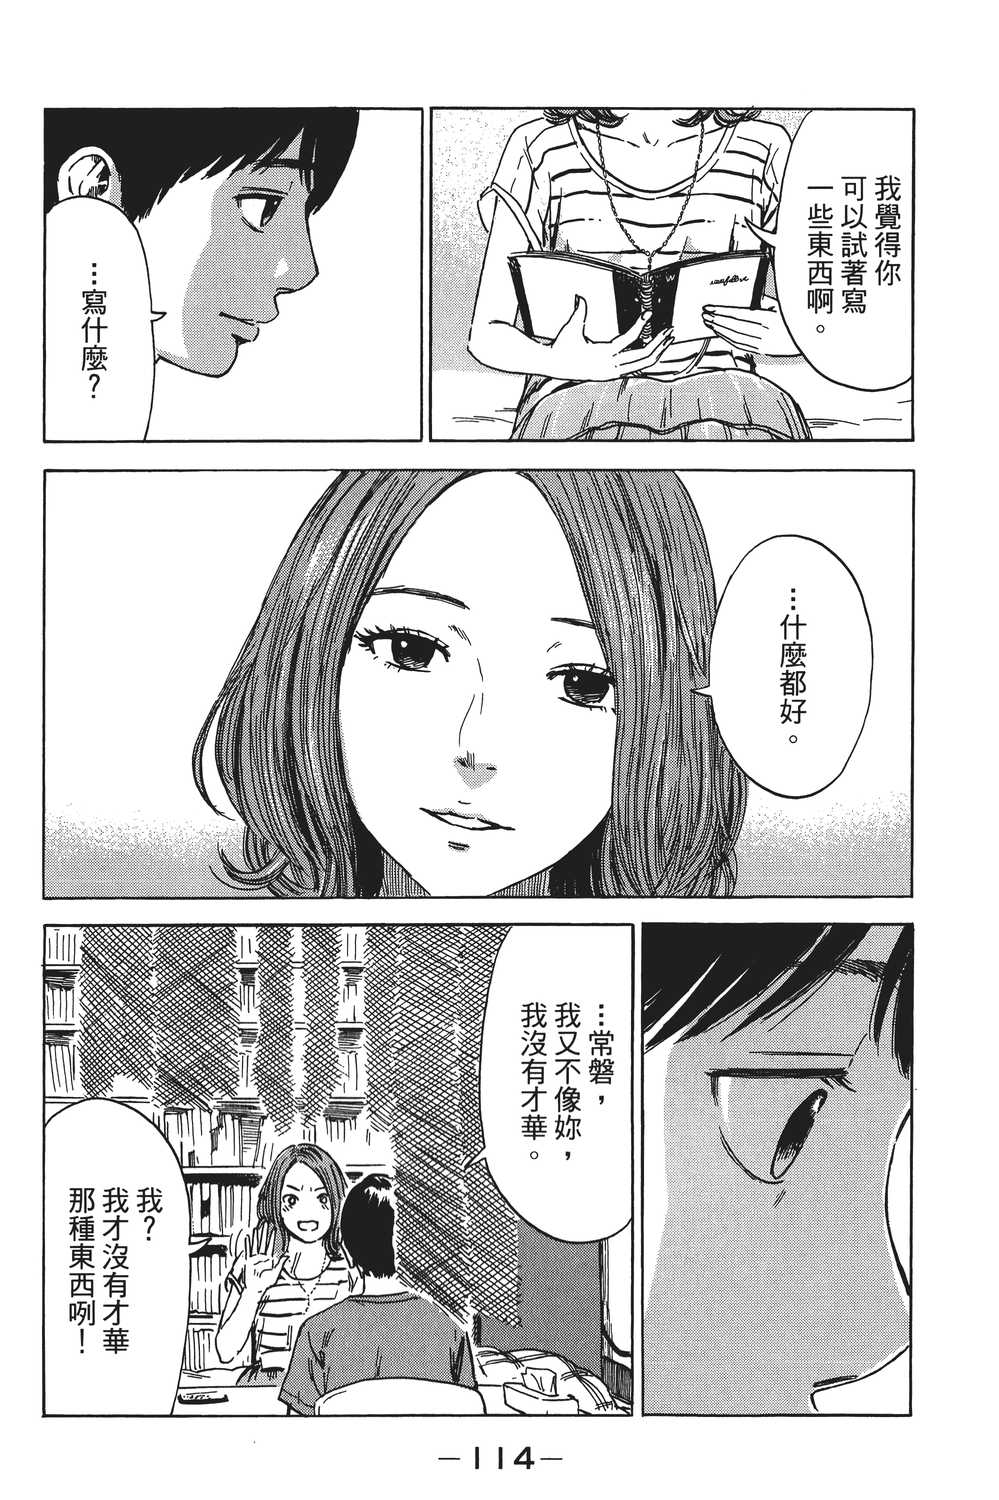 我覺得你
可以試著寫
一些東西啊。
…寫什麼？
…什麼都好。
…常磐，
我又不像妳，
我沒有才華。
我？
我才沒有才華
那種東西咧！
—114—